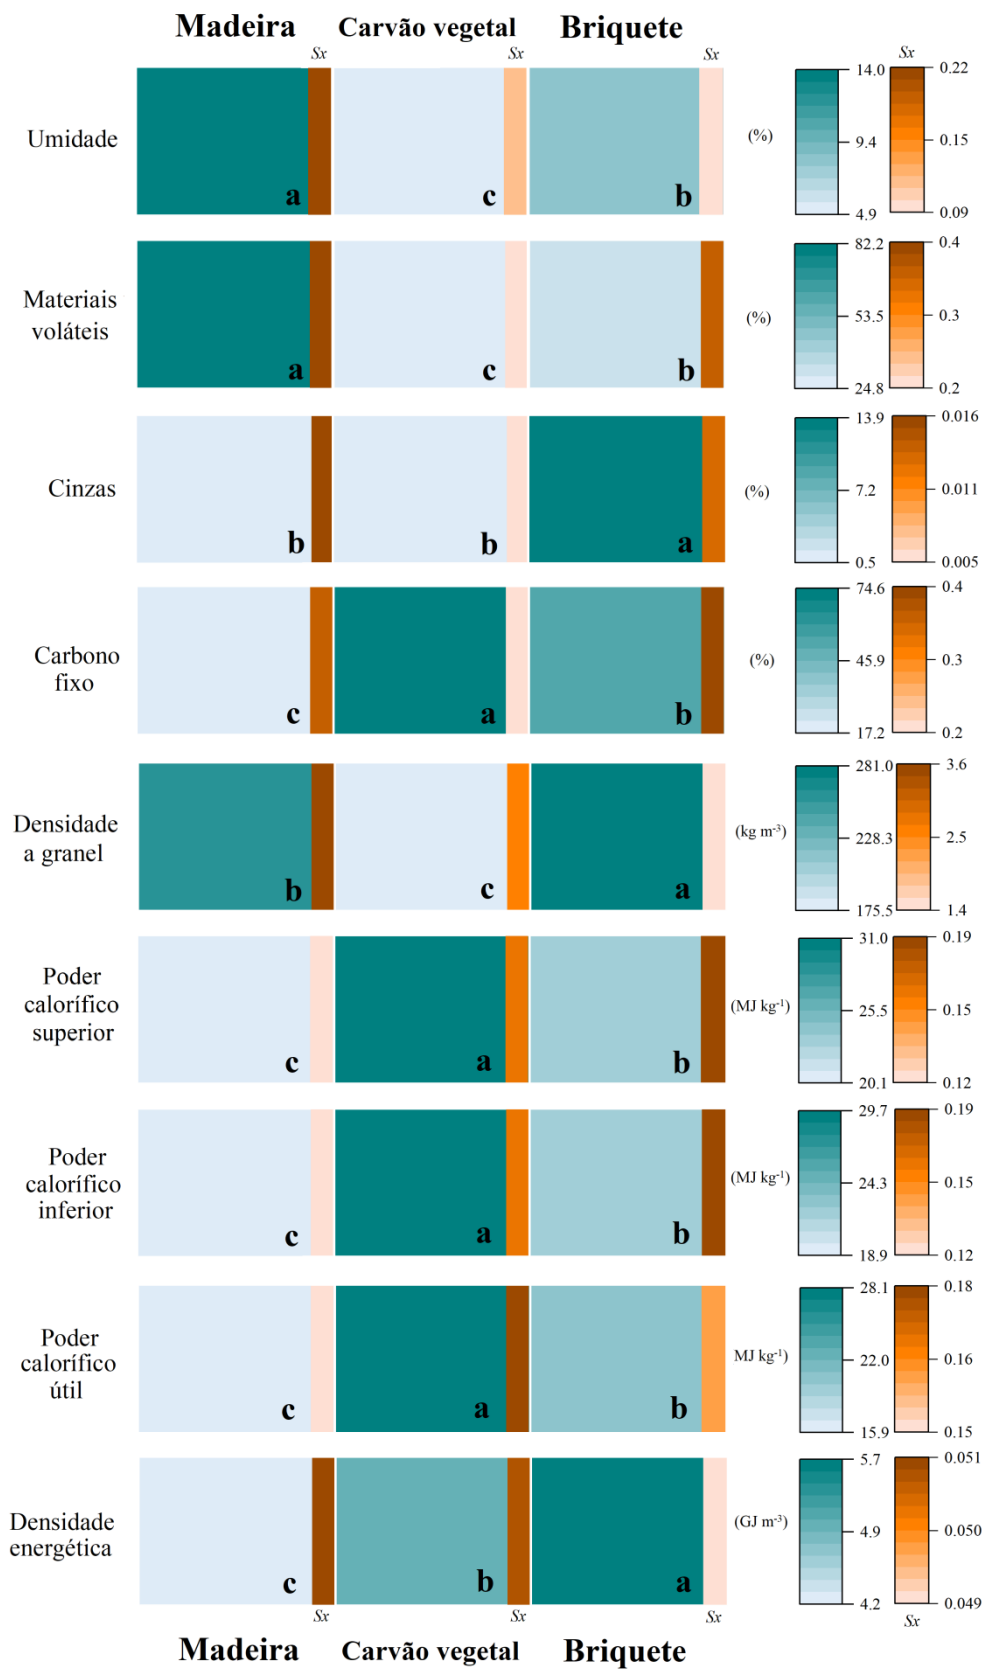 Madeira Carvão vegetal Briquete
Sx Sx Sx Sx
Umidade
a c b
(%)
14.0
9.4
4.9
0.22
0.15
0.09
Materiais
voláteis
a c b
(%)
82.2
53.5
24.8
0.4
0.3
0.2
Cinzas
b b a
(%)
13.9
7.2
0.5
0.016
0.011
0.005
Carbono
fixo
c a b
(%)
74.6
45.9
17.2
0.4
0.3
0.2
Densidade
a granel
b c a
(kg m⁻³)
281.0
228.3
175.5
3.6
2.5
1.4
Poder
calorífico
superior
c a b
(MJ kg⁻¹)
31.0
25.5
20.1
0.19
0.15
0.12
Poder
calorífico
inferior
c a b
(MJ kg⁻¹)
29.7
24.3
18.9
0.19
0.15
0.12
Poder
calorífico
útil
c a b
MJ kg⁻¹)
28.1
22.0
15.9
0.18
0.16
0.15
Densidade
energética
c b a
(GJ m⁻³)
5.7
4.9
4.2
0.051
0.050
0.049
Sx Sx Sx Sx
Madeira Carvão vegetal Briquete